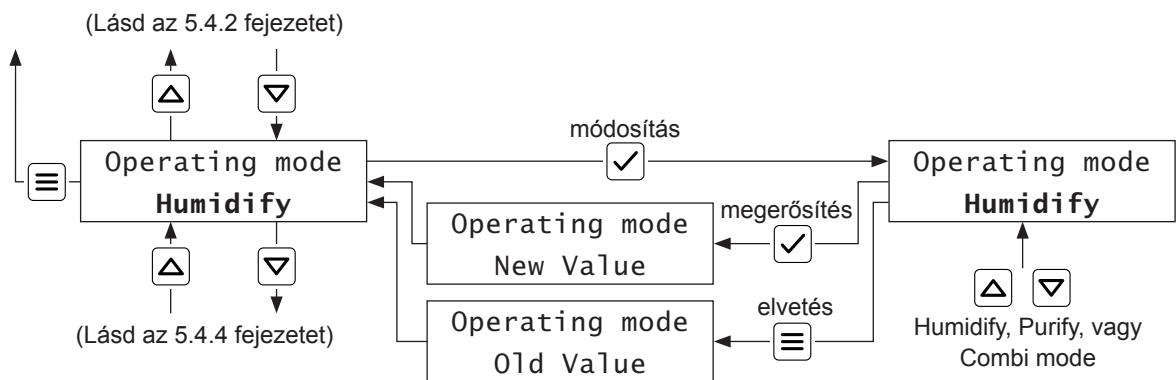 (Lásd az 5.4.2 fejezetet)
módosítás
Operating mode
Humidify
Operating mode
Humidify
megerősítés
Operating mode
New Value
elvetés
Operating mode
Old Value
(Lásd az 5.4.4 fejezetet)
Humidify, Purify, vagy
Combi mode